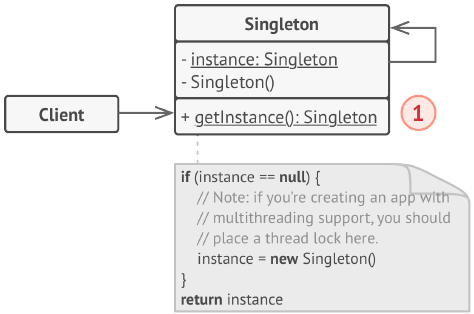 Singleton
- instance: Singleton
- Singleton()
Client
+ getInstance(): Singleton
1
if (instance == null) {
// Note: if you're creating an app with
// multithreading support, you should
// place a thread lock here.
instance = new Singleton()
}
return instance